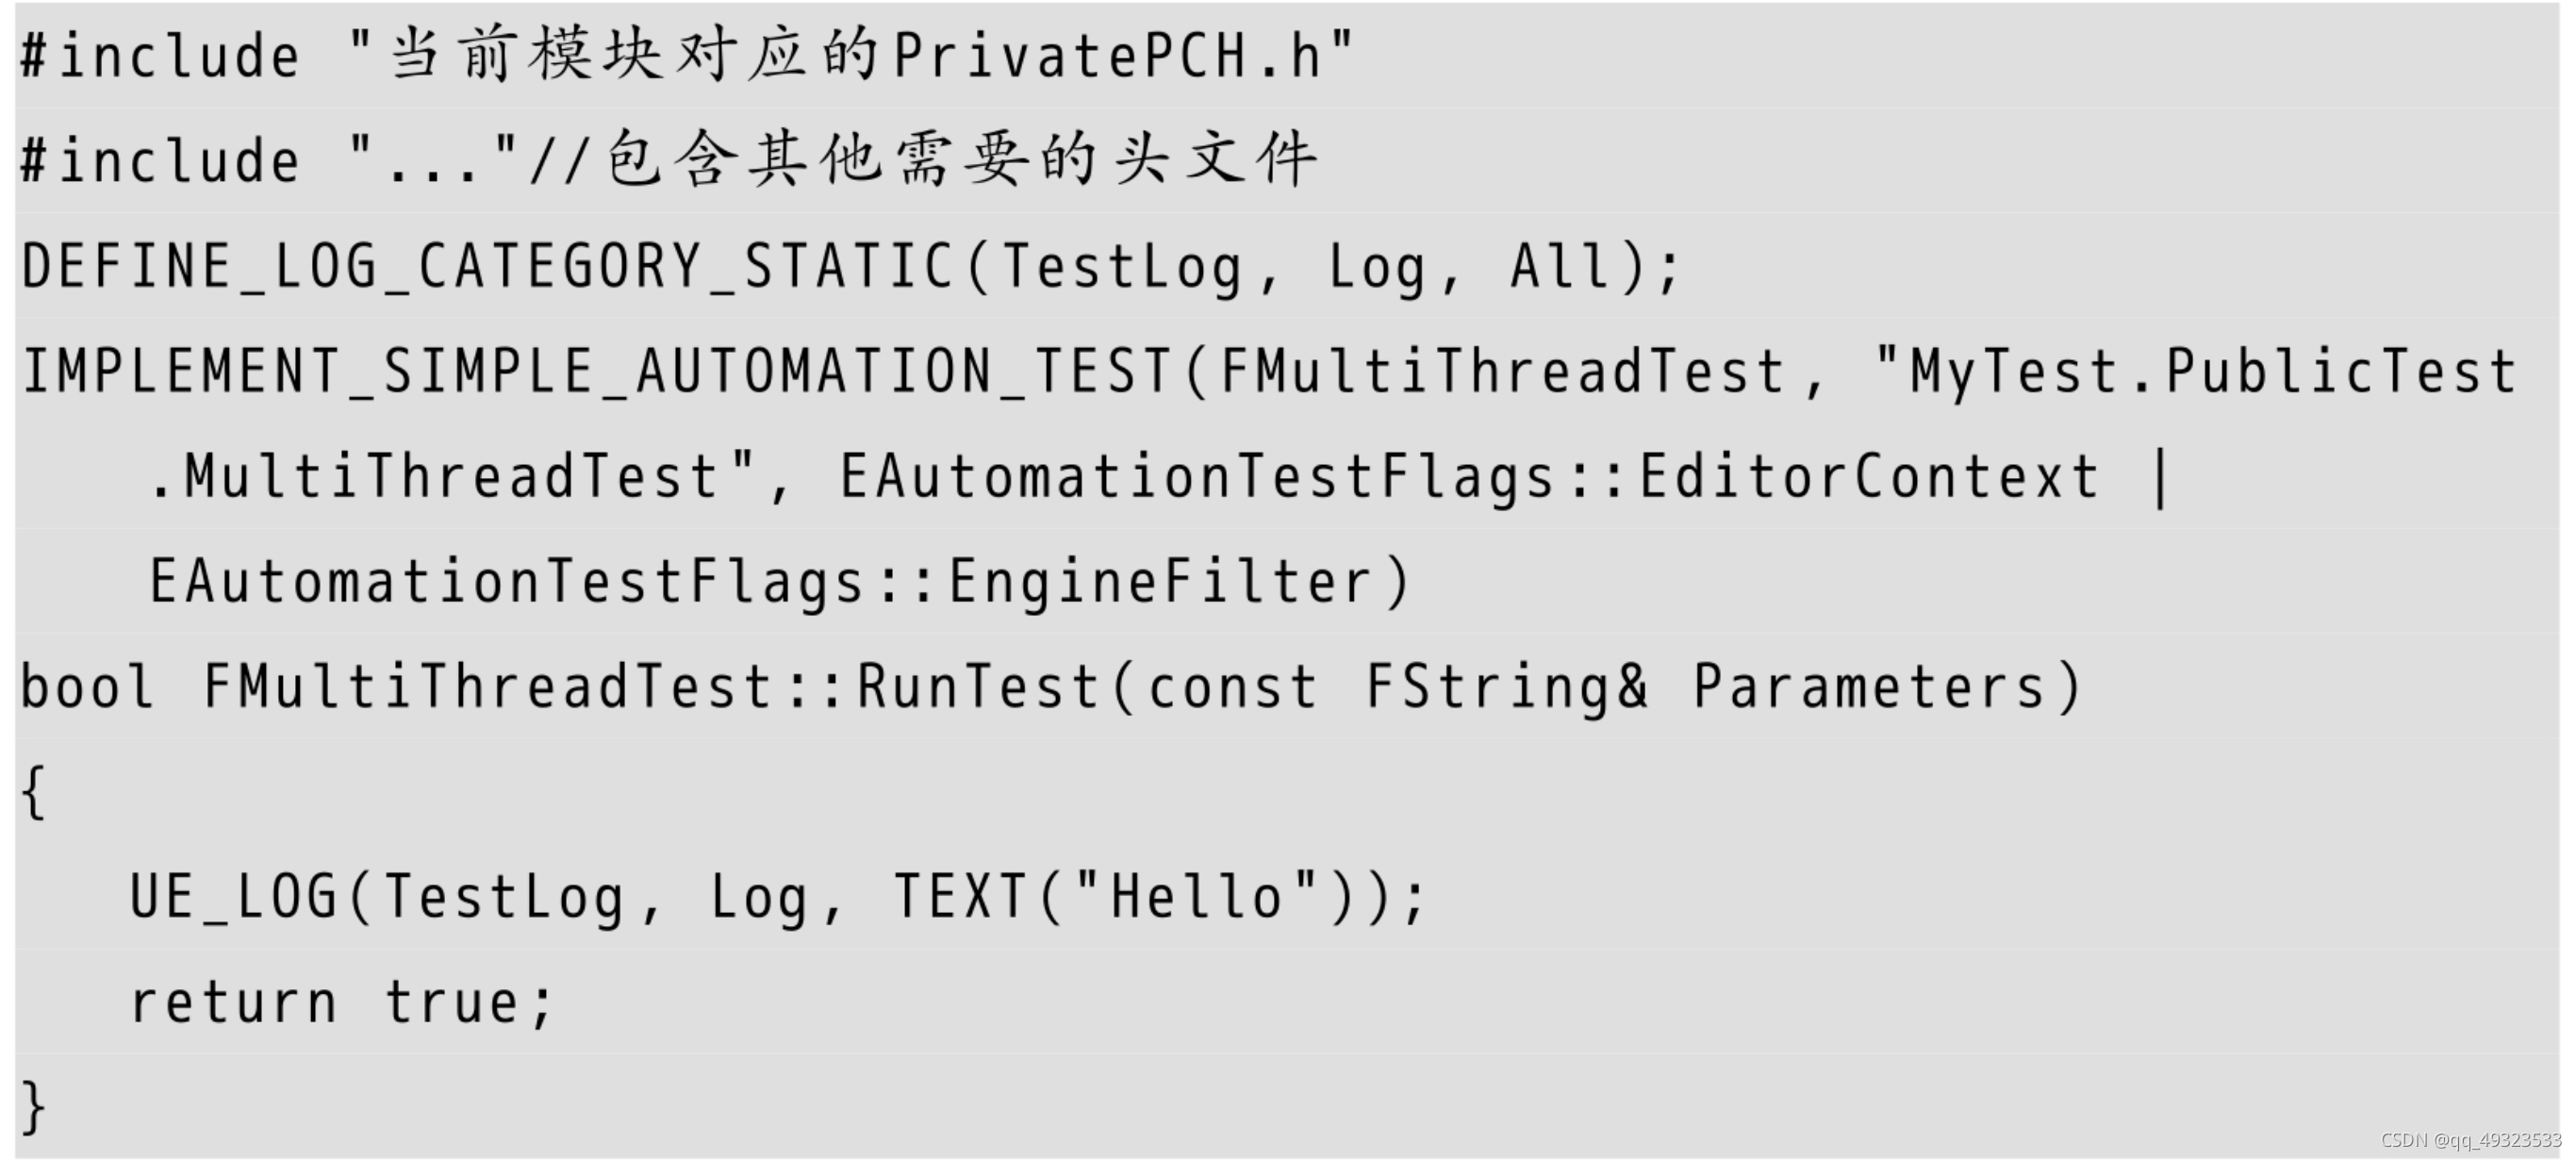 #include "当前模块对应的PrivatePCH.h"
#include "..."//包含其他需要的头文件
DEFINE_LOG_CATEGORY_STATIC(TestLog, Log, All);
IMPLEMENT_SIMPLE_AUTOMATION_TEST(FMultiThreadTest, "MyTest.PublicTest
.MultiThreadTest", EAutomationTestFlags::EditorContext |
EAutomationTestFlags::EngineFilter)
bool FMultiThreadTest::RunTest(const FString& Parameters)
{
UE_LOG(TestLog, Log, TEXT("Hello"));
return true;
}
CSDN @qq_49323533